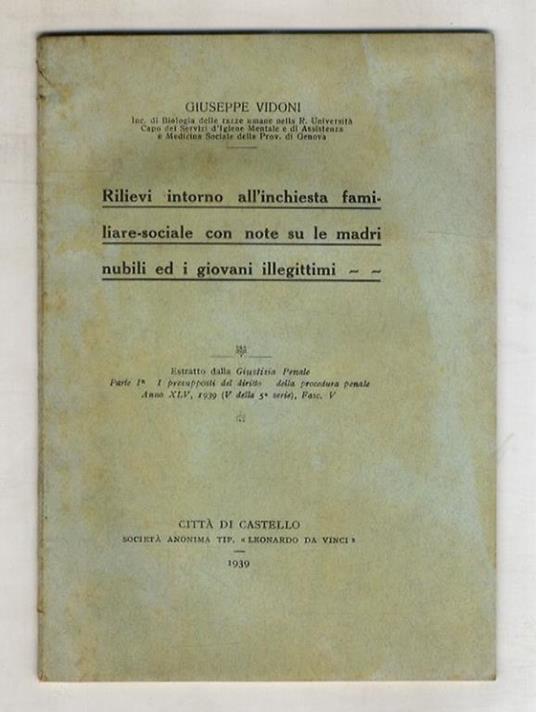 GIUSEPPE VIDONI
Inc. di Biologia delle razze umane nella R. Università
Capo dei Servizi d'Igiene Mentale e di Assistenza
e Medicina Sociale della Prov. di Genova
Rilievi intorno all'inchiesta fami-
liare-sociale con note su le madri
nubili ed i giovani illegittimi ~ ~
Estratto dalla Giustizia Penale
Parte Iª I presupposti del diritto della procedura penale
Anno XLV, 1939 (V della 5ª serie), Fasc. V
CITTÀ DI CASTELLO
SOCIETÀ ANONIMA TIP. «LEONARDO DA VINCI»
1939